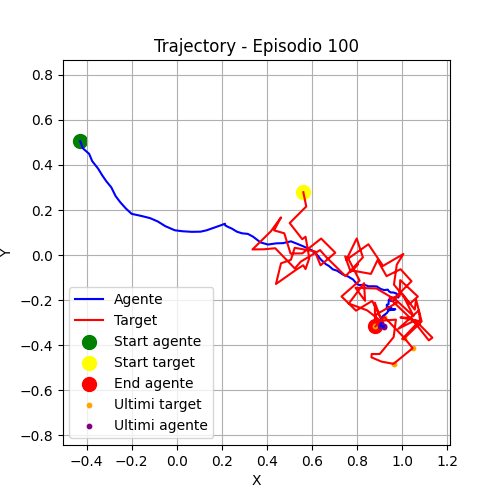 Trajectory - Episodio 100
0.8
0.6
0.4
0.2
0.0
−0.2
−0.4
−0.6
−0.8
Y
Agente
Target
Start agente
Start target
End agente
Ultimi target
Ultimi agente
−0.4 −0.2 0.0 0.2 0.4 0.6 0.8 1.0 1.2
X